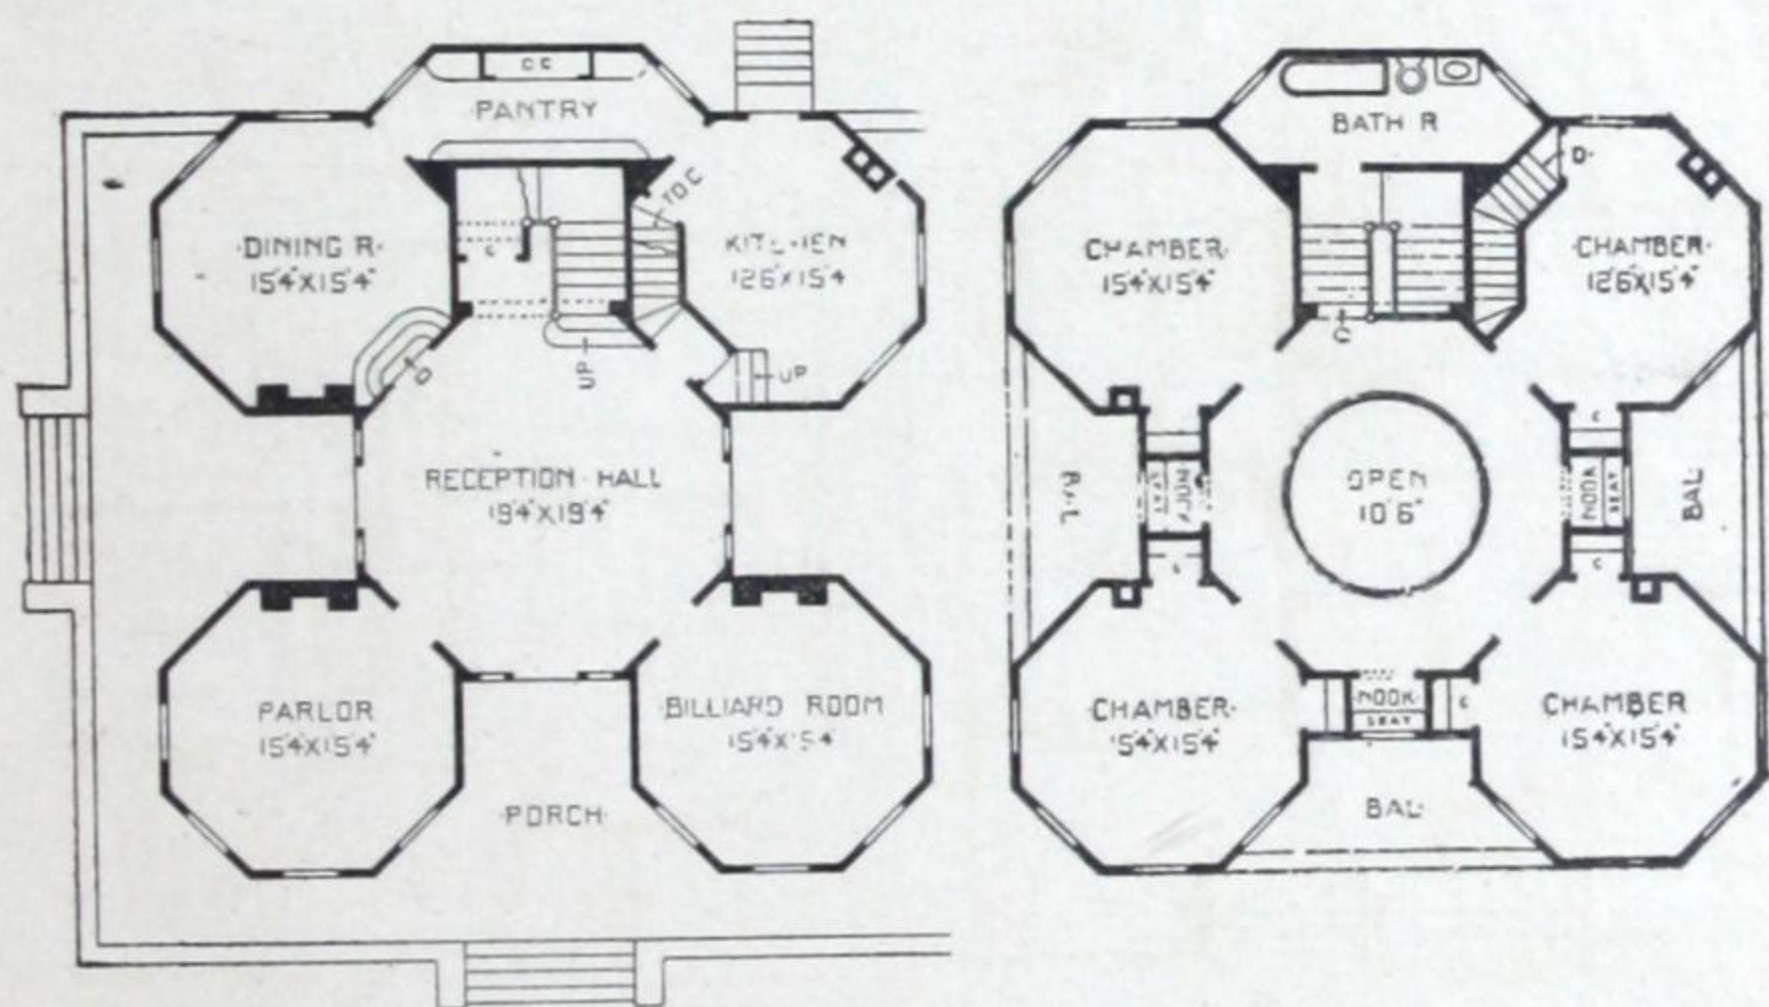 C C
·PANTRY
TO C
·DINING R·
15'4"X15'4"
C
KITCHEN
12'6"X15'4
D
UP
UP
RECEPTION · HALL
19'4"X19'4"
PARLOR
15'4"X15'4"
·BILLIARD ROOM
15'4"X15'4
·PORCH·
BATH R
D·
CHAMBER·
15'4"X15'4"
·CHAMBER·
12'6"X15'4"
C
C
BAL
NOOK
SEAT
OPEN
10'6"
NOOK
SEAT
BAL
C
·CHAMBER·
15'4"X15'4"
·NOOK·
SEAT
C
CHAMBER
15'4"X15'4"
BAL·